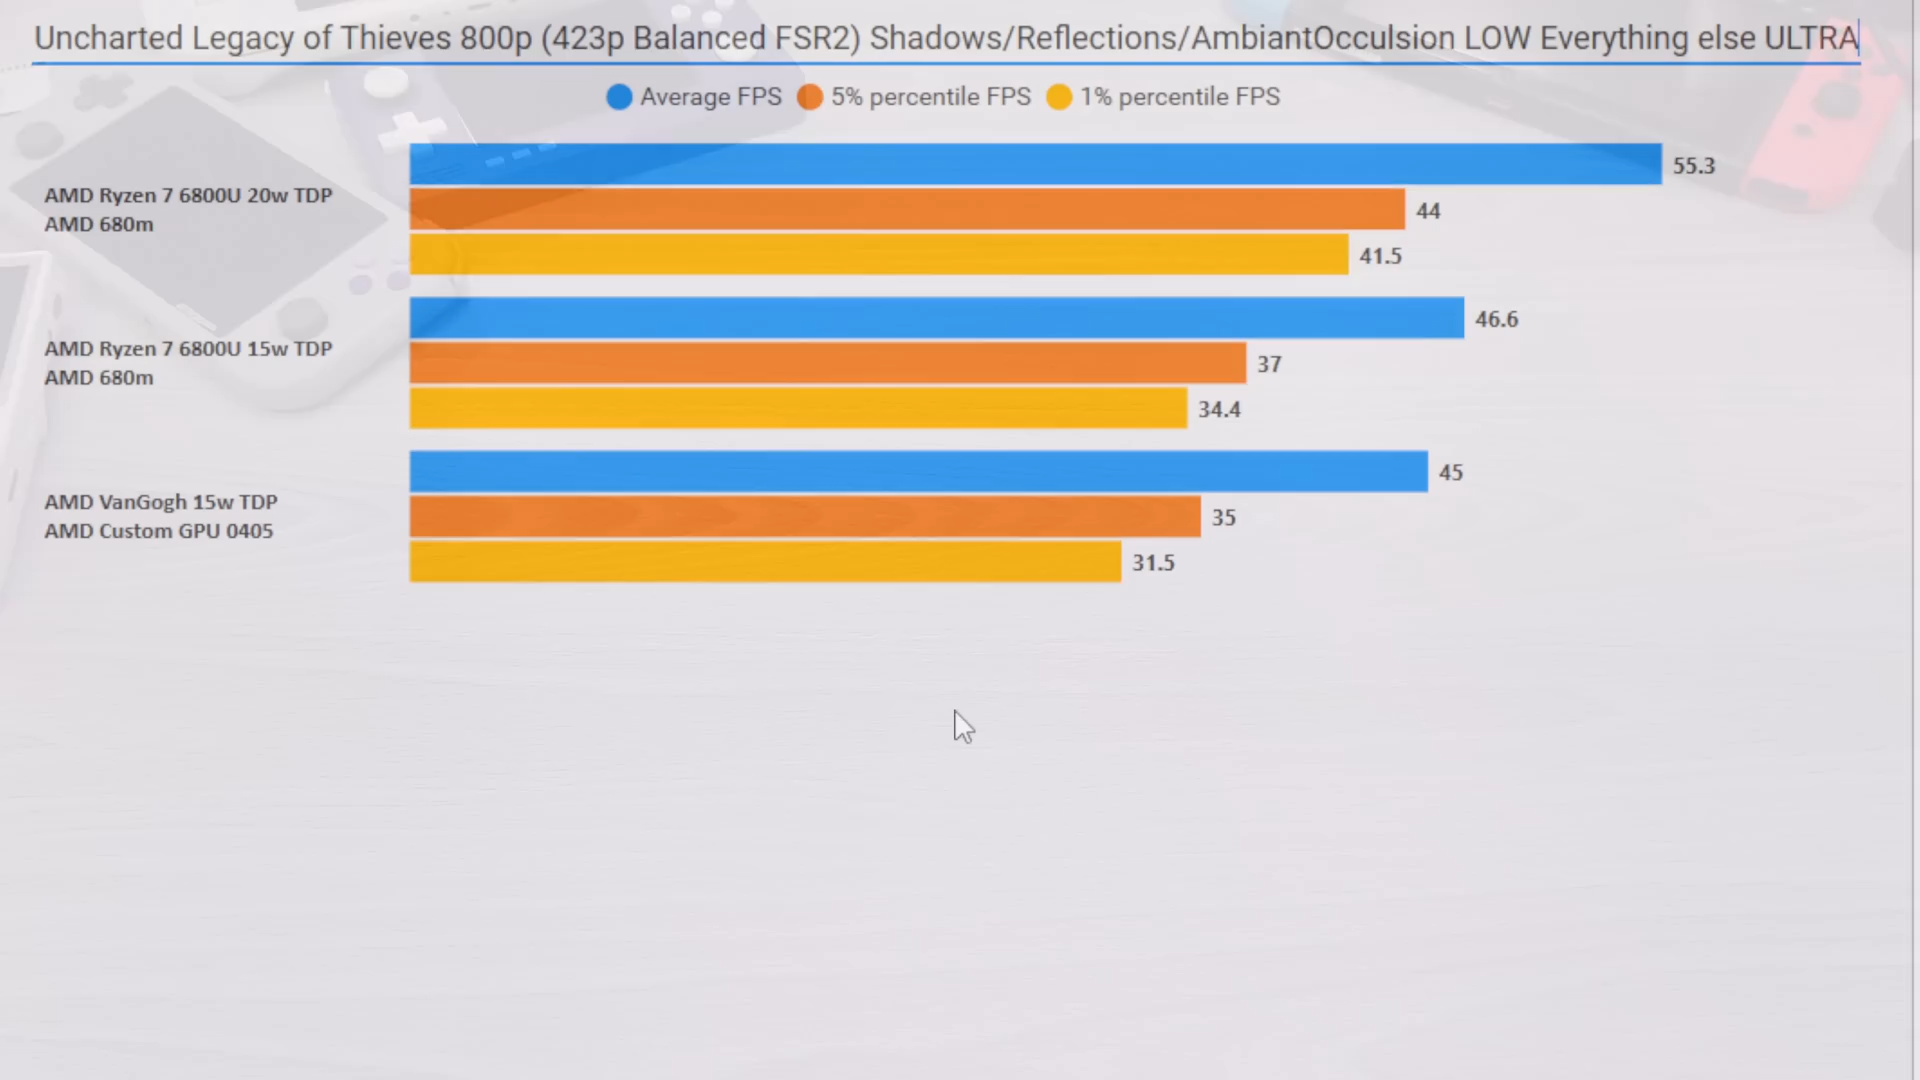 Uncharted Legacy of Thieves 800p (423p Balanced FSR2) Shadows/Reflections/AmbiantOcculsion LOW Everything else ULTRA
Average FPS 5% percentile FPS 1% percentile FPS
AMD Ryzen 7 6800U 20w TDP
AMD 680m
55.3
44
41.5
AMD Ryzen 7 6800U 15w TDP
AMD 680m
46.6
37
34.4
AMD VanGogh 15w TDP
AMD Custom GPU 0405
45
35
31.5